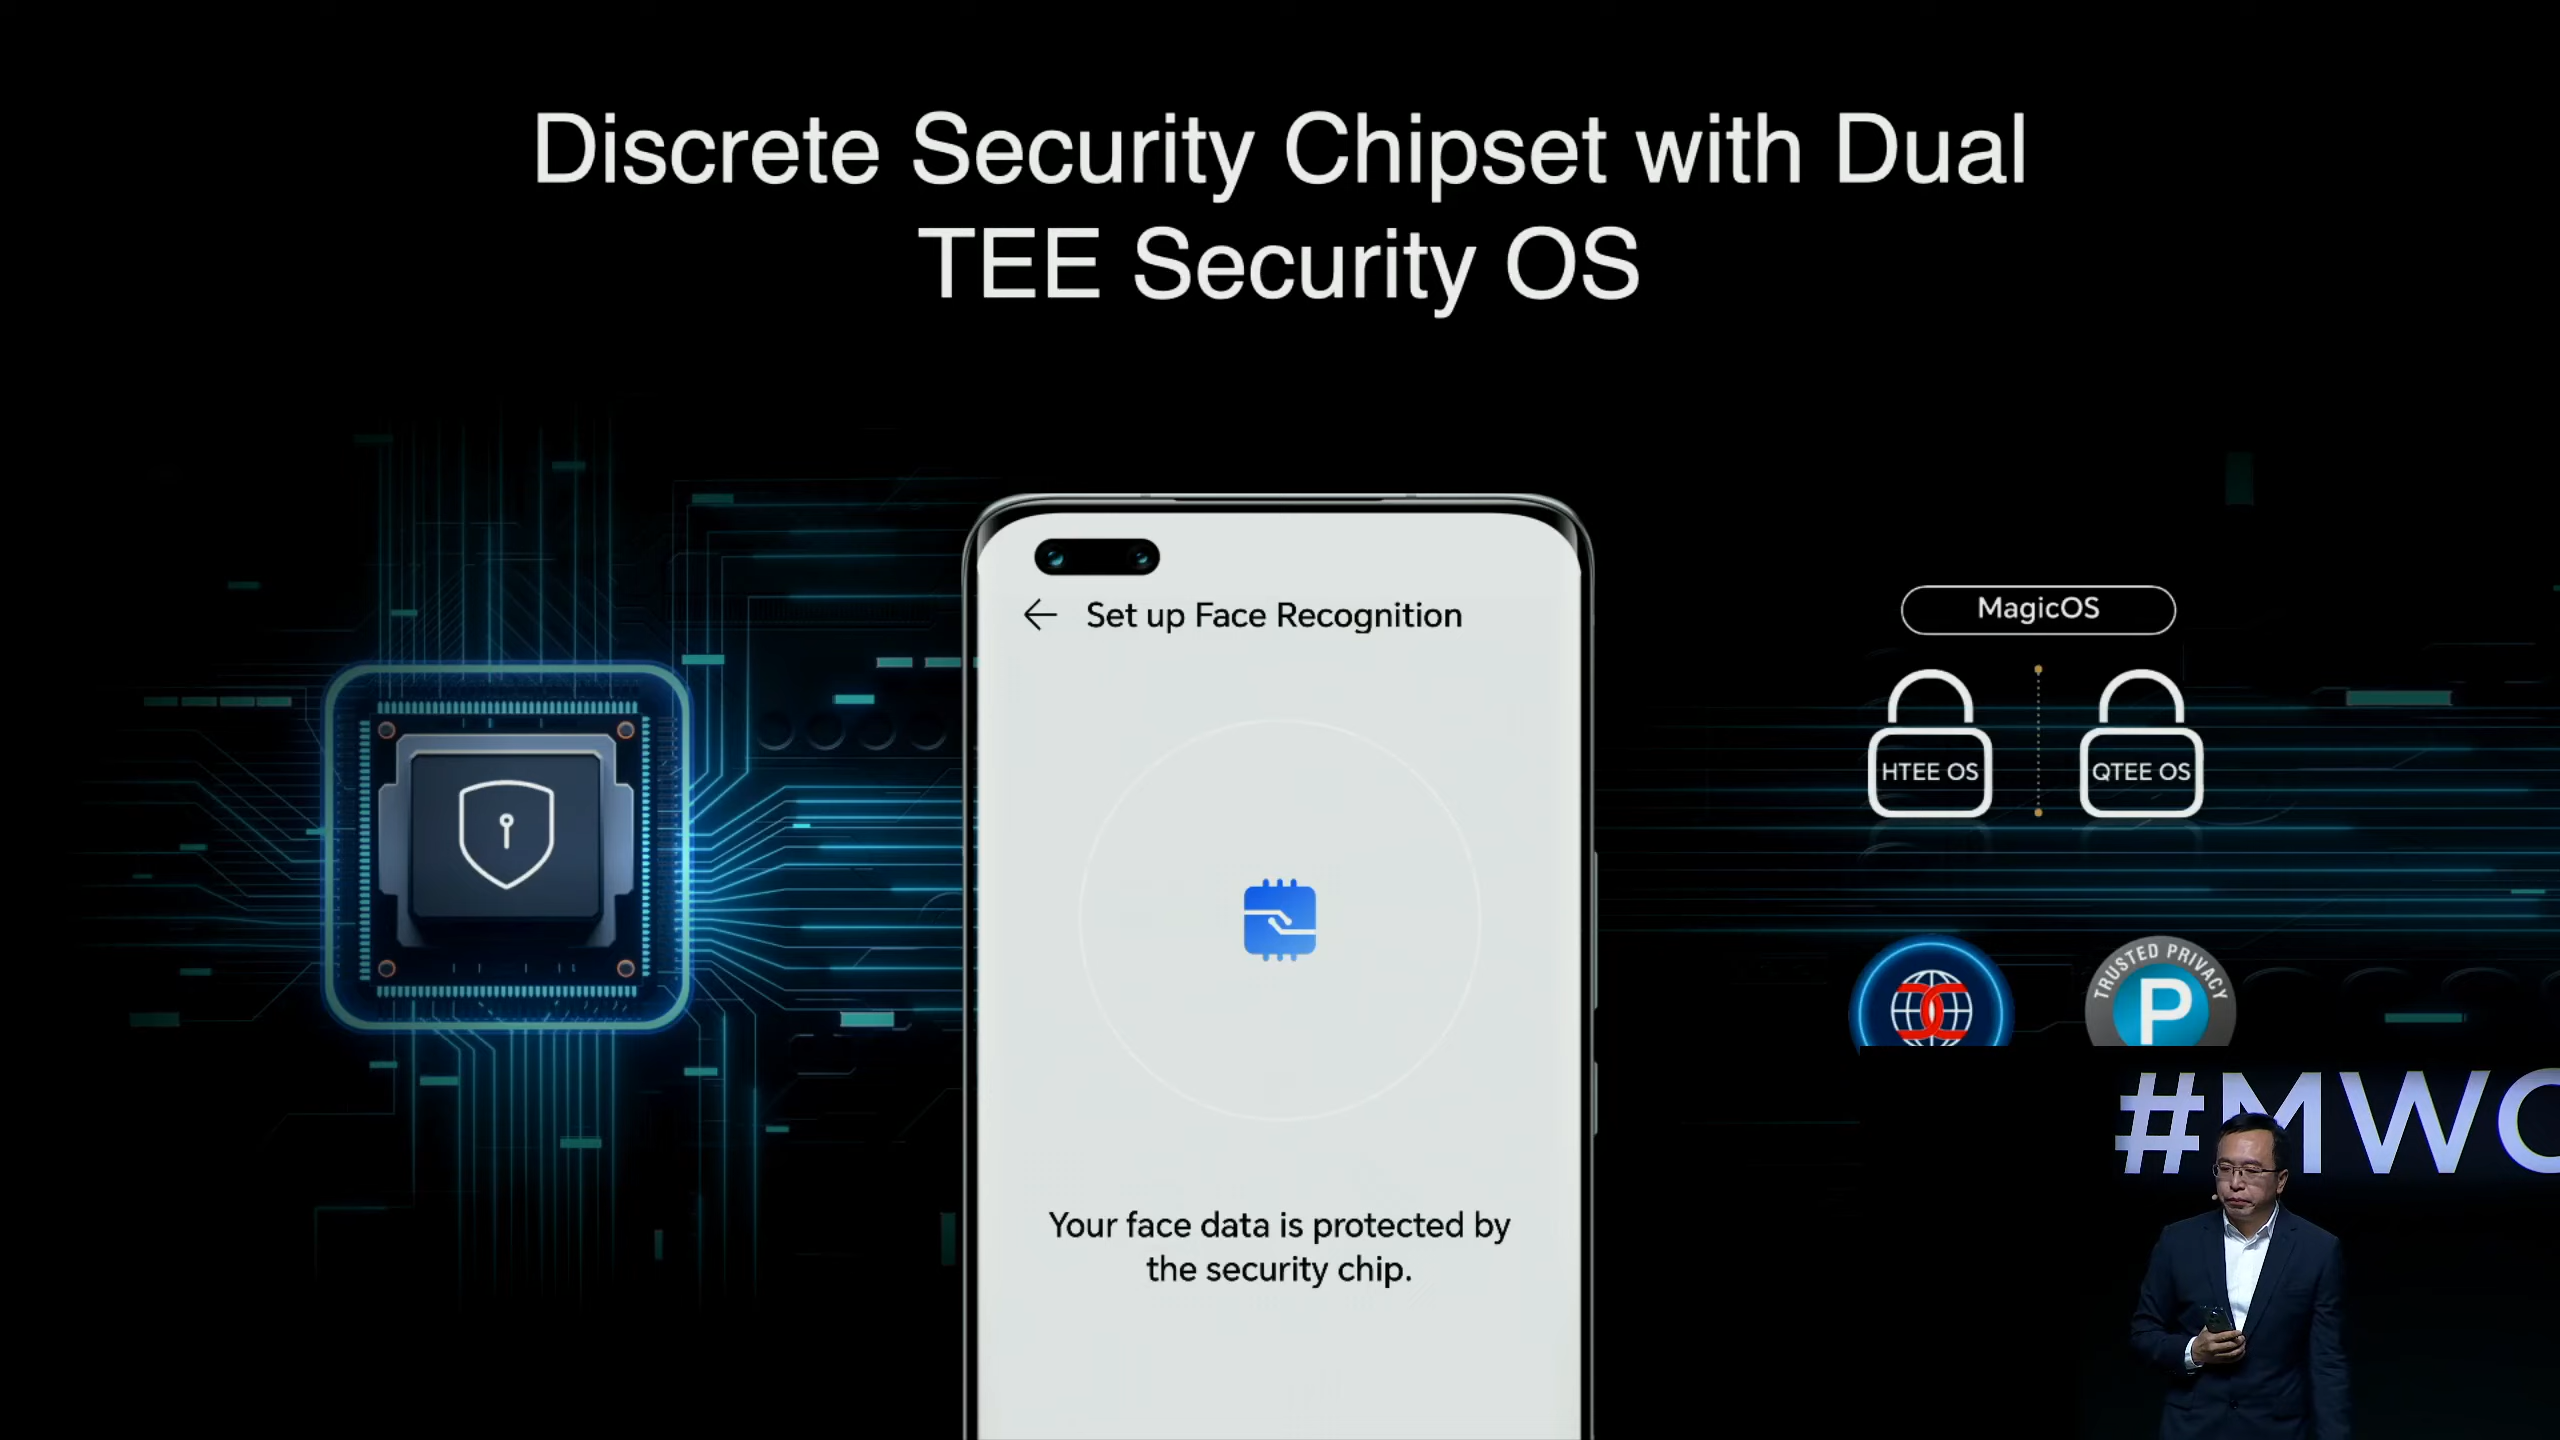 Discrete Security Chipset with Dual
TEE Security OS
Set up Face Recognition
Your face data is protected by
the security chip.
MagicOS
HTEE OS
QTEE OS
TRUSTED PRIVACY
P
#MWC